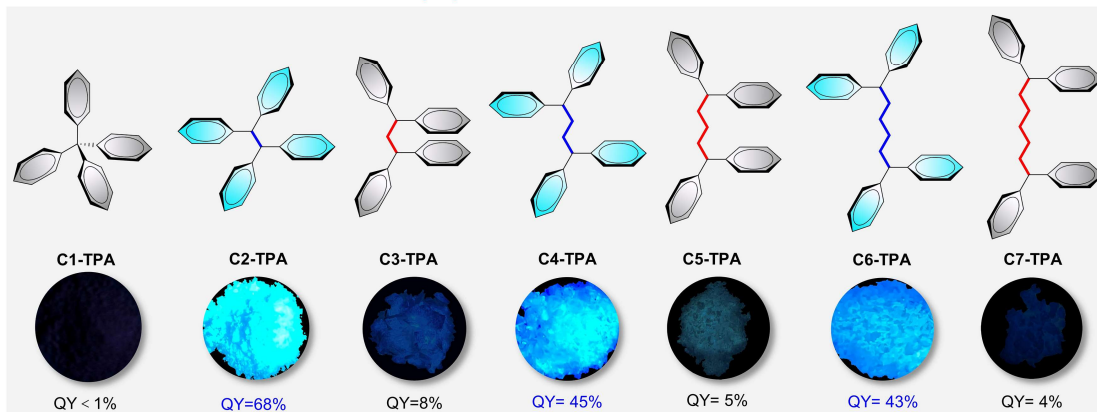 C1-TPA C2-TPA C3-TPA C4-TPA C5-TPA C6-TPA C7-TPA
QY < 1% QY=68% QY=8% QY= 45% QY= 5% QY= 43% QY= 4%